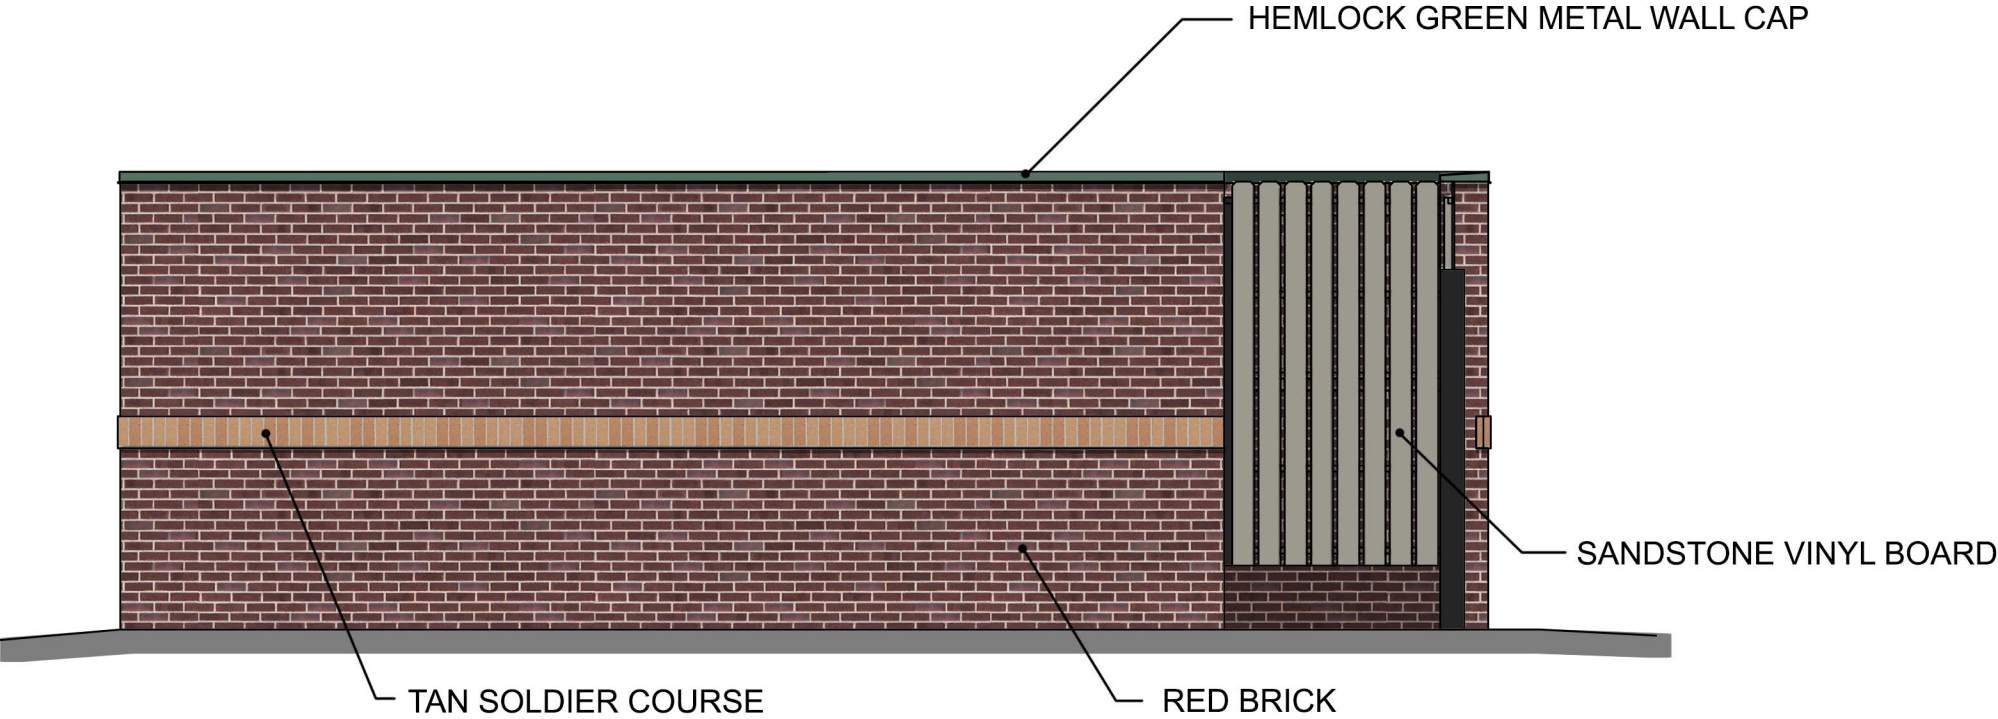 HEMLOCK GREEN METAL WALL CAP
SANDSTONE VINYL BOARD
TAN SOLDIER COURSE
RED BRICK